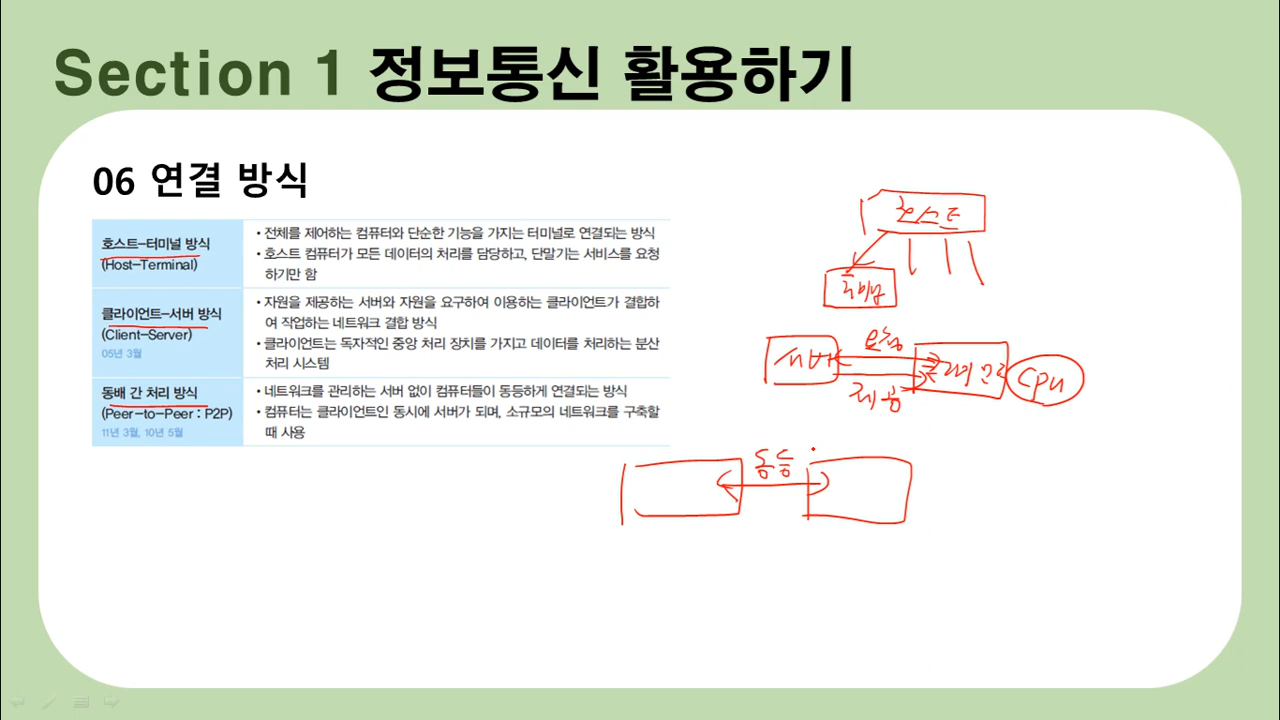 Section 1 정보통신 활용하기
06 연결 방식
호스트-터미널 방식
(Host-Terminal)
• 전체를 제어하는 컴퓨터와 단순한 기능을 가지는 터미널로 연결되는 방식
• 호스트 컴퓨터가 모든 데이터의 처리를 담당하고, 단말기는 서비스를 요청
하기만 함
클라이언트-서버 방식
(Client-Server)
05년 3월
• 자원을 제공하는 서버와 자원을 요구하여 이용하는 클라이언트가 결합하
여 작업하는 네트워크 결합 방식
• 클라이언트는 독자적인 중앙 처리 장치를 가지고 데이터를 처리하는 분산
처리 시스템
동배 간 처리 방식
(Peer-to-Peer : P2P)
11년 3월, 10년 5월
• 네트워크를 관리하는 서버 없이 컴퓨터들이 동등하게 연결되는 방식
• 컴퓨터는 클라이언트인 동시에 서버가 되며, 소규모의 네트워크를 구축할
때 사용
호스트
터미널
서버
요청
제공
클라이언트
CPU
동등